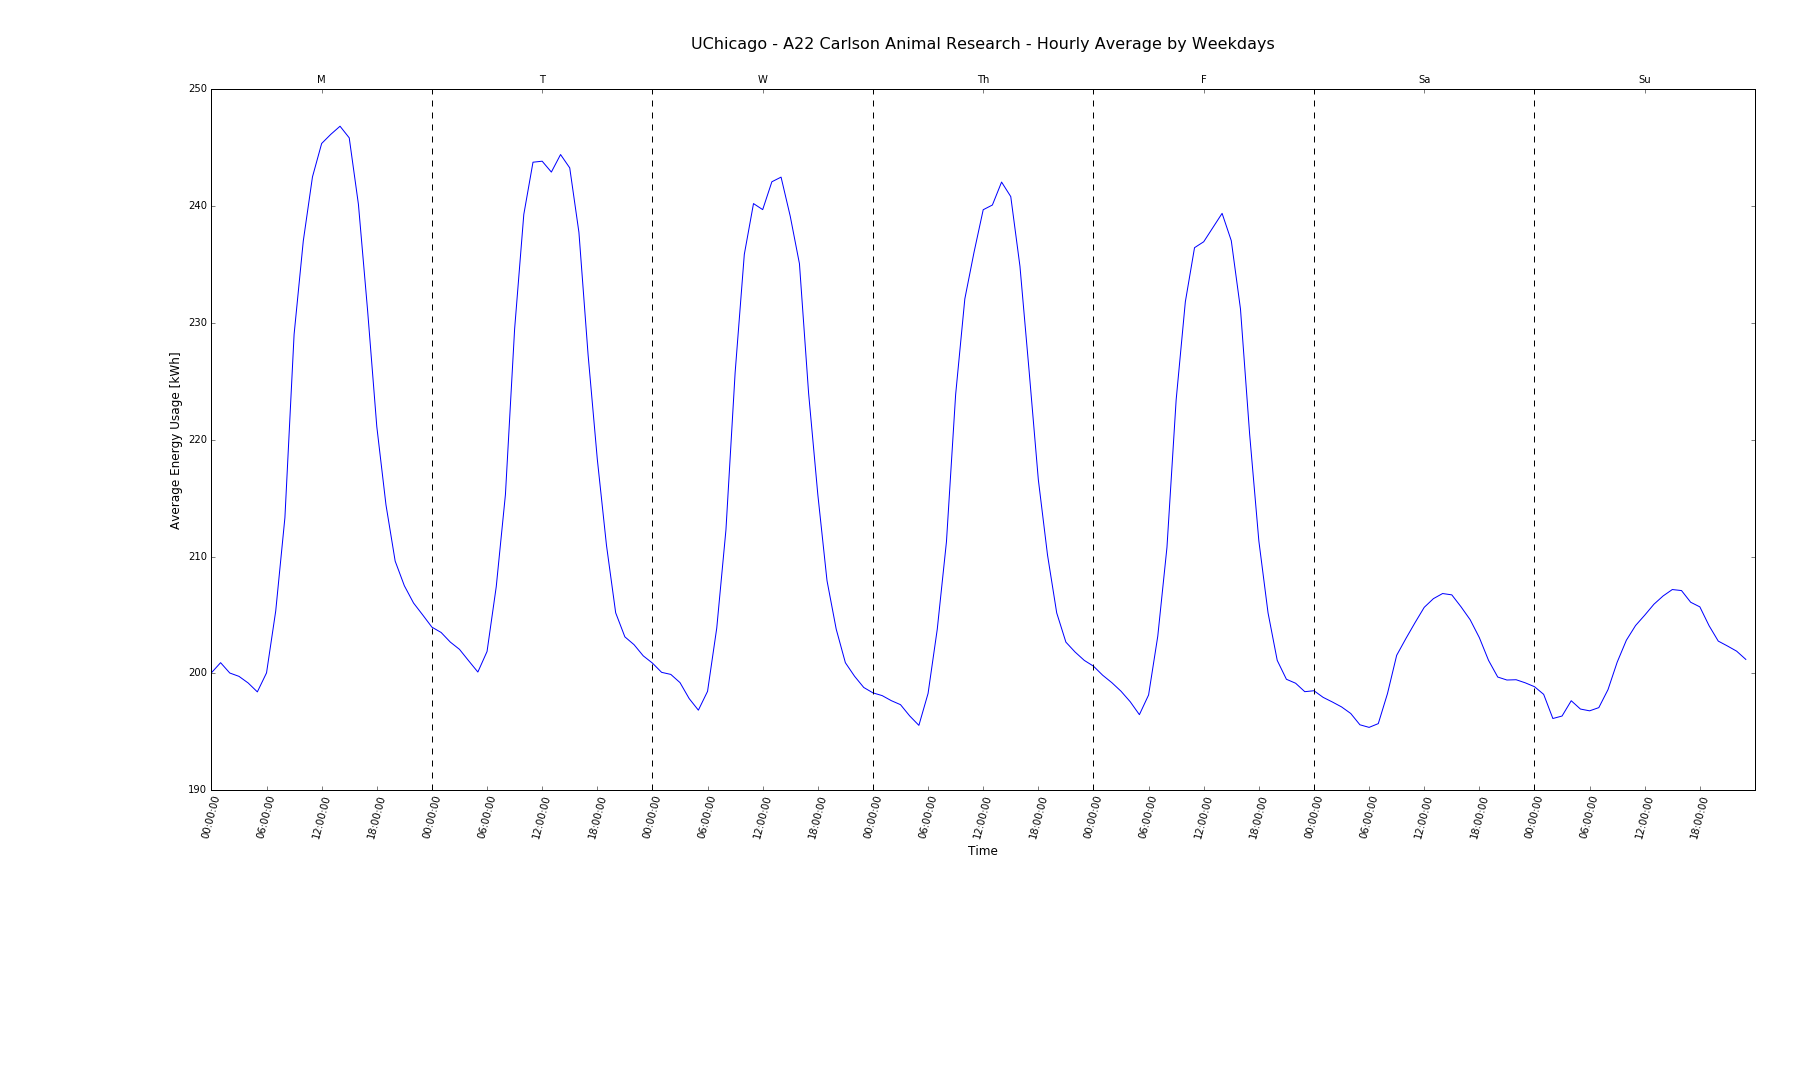 UChicago - A22 Carlson Animal Research - Hourly Average by Weekdays
M T W Th F Sa Su
250
240
230
220
210
200
190
Average Energy Usage [kWh]
00:00:00 06:00:00 12:00:00 18:00:00 00:00:00 06:00:00 12:00:00 18:00:00 00:00:00 06:00:00 12:00:00 18:00:00 00:00:00 06:00:00 12:00:00 18:00:00 00:00:00 06:00:00 12:00:00 18:00:00 00:00:00 06:00:00 12:00:00 18:00:00 00:00:00 06:00:00 12:00:00 18:00:00
Time